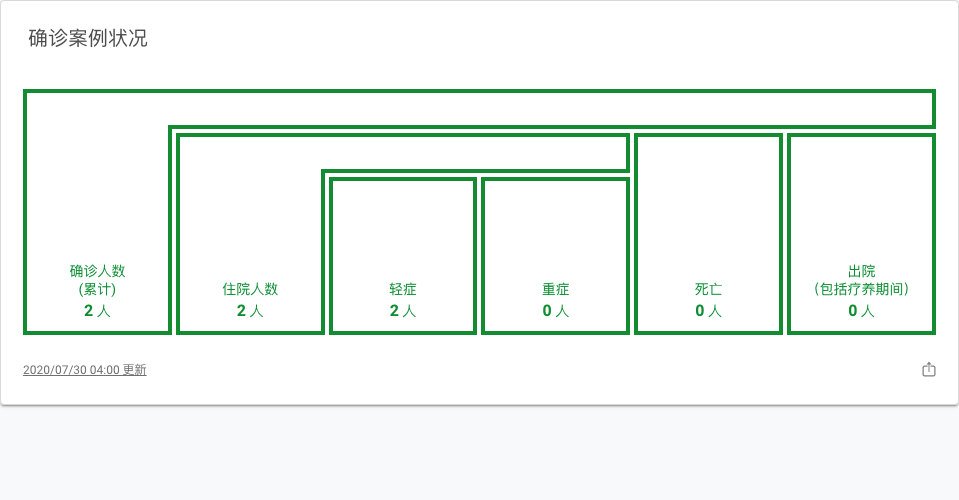 确诊案例状况
确诊人数
(累计)
2 人
住院人数
2 人
轻症
2 人
重症
0 人
死亡
0 人
出院
（包括疗养期间）
0 人
2020/07/30 04:00 更新